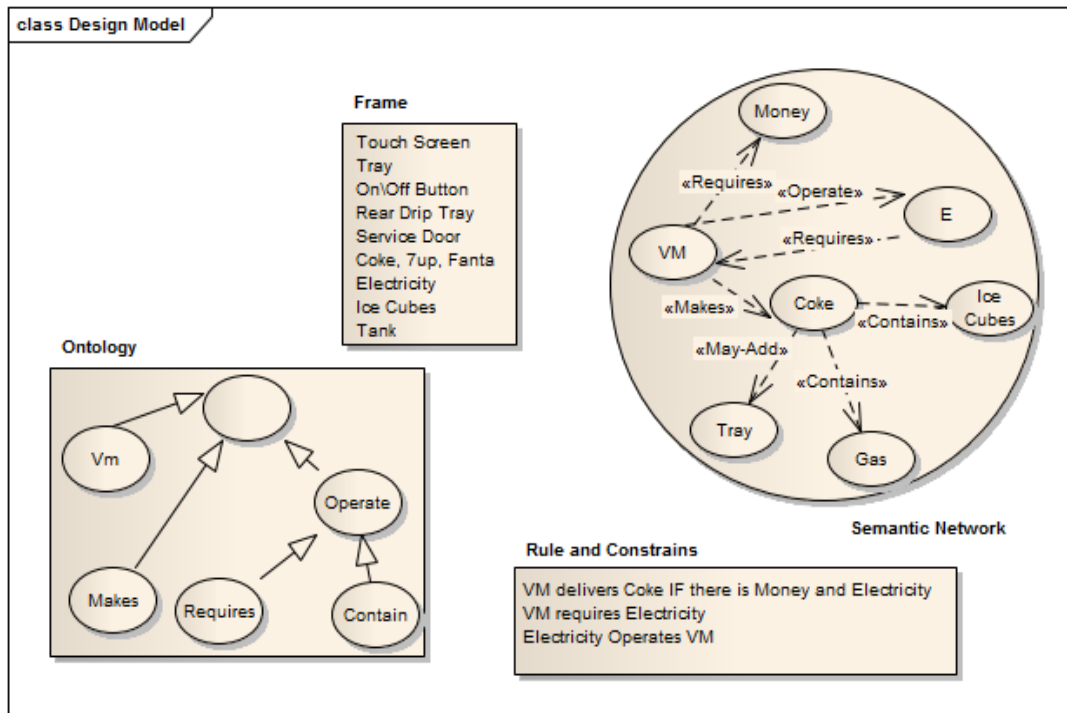 class Design Model
Frame
Touch Screen
Tray
On\Off Button
Rear Drip Tray
Service Door
Coke, 7up, Fanta
Electricity
Ice Cubes
Tank
Money
«Requires»
«Operate»
E
«Requires»
VM
«Makes»
Coke
Ice
Cubes
«Contains»
«May-Add»
«Contains»
Tray
Gas
Semantic Network
Ontology
Vm
Operate
Makes
Requires
Contain
Rule and Constrains
VM delivers Coke IF there is Money and Electricity
VM requires Electricity
Electricity Operates VM